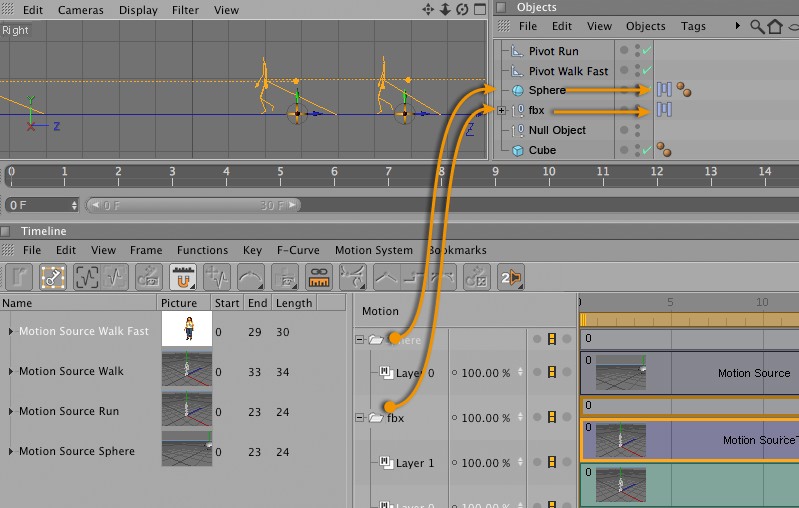 Edit Cameras Display Filter View
Objects
File Edit View Objects Tags
Right
Pivot Run
Pivot Walk Fast
Sphere
fbx
Null Object
Cube
Y
X
Z
Z
0 1 2 3 4 5 6 7 8 9 10 11 12 13 14
0 F
0 F
30 F
Timeline
File Edit View Frame Functions Key F-Curve Motion System Bookmarks
Name Picture Start End Length
Motion Source Walk Fast 0 29 30
Motion Source Walk 0 33 34
Motion Source Run 0 23 24
Motion Source Sphere 0 23 24
Motion
Layer 0 100.00 %
fbx 100.00 %
Layer 1 100.00 %
Layer 0 100.00 %
0 5 10
0
0
Motion Source
0
0
Motion Source
0